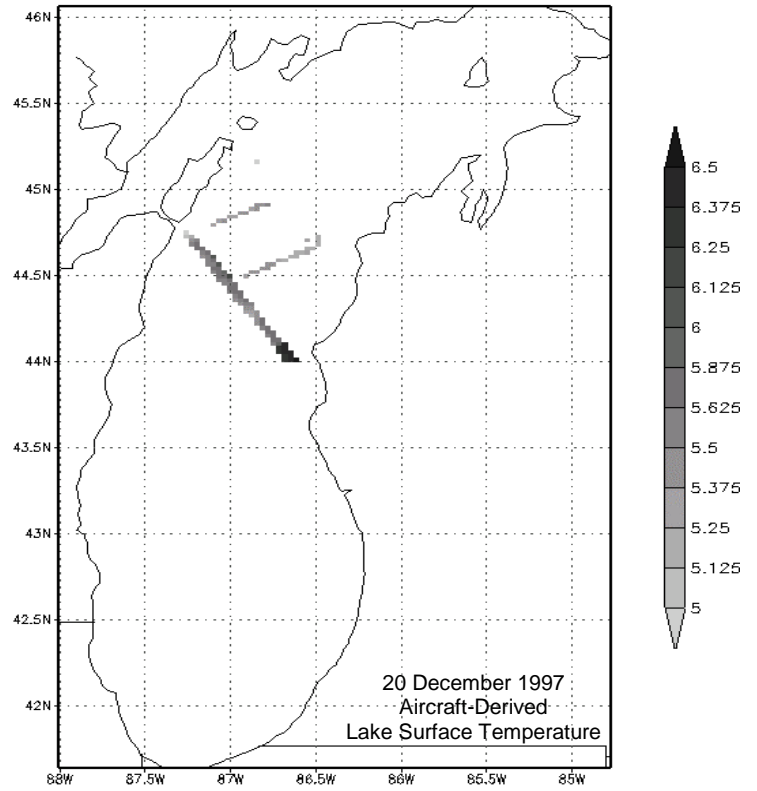 46N
45.5N
45N
44.5N
44N
43.5N
43N
42.5N
42N
88W 87.5W 87W 86.5W 86W 85.5W 85W
20 December 1997
Aircraft-Derived
Lake Surface Temperature
6.5
6.375
6.25
6.125
6
5.875
5.625
5.5
5.375
5.25
5.125
5